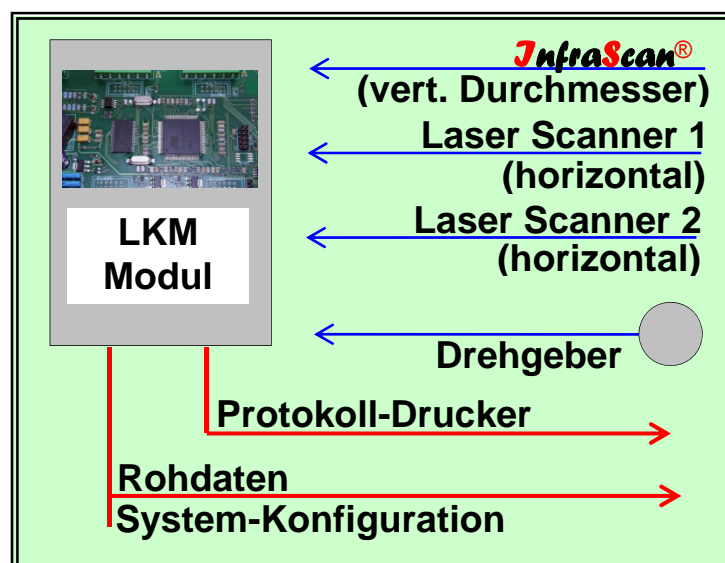 InfraScan®
(vert. Durchmesser)
Laser Scanner 1
(horizontal)
Laser Scanner 2
(horizontal)
LKM
Modul
Drehgeber
Protokoll-Drucker
Rohdaten
System-Konfiguration